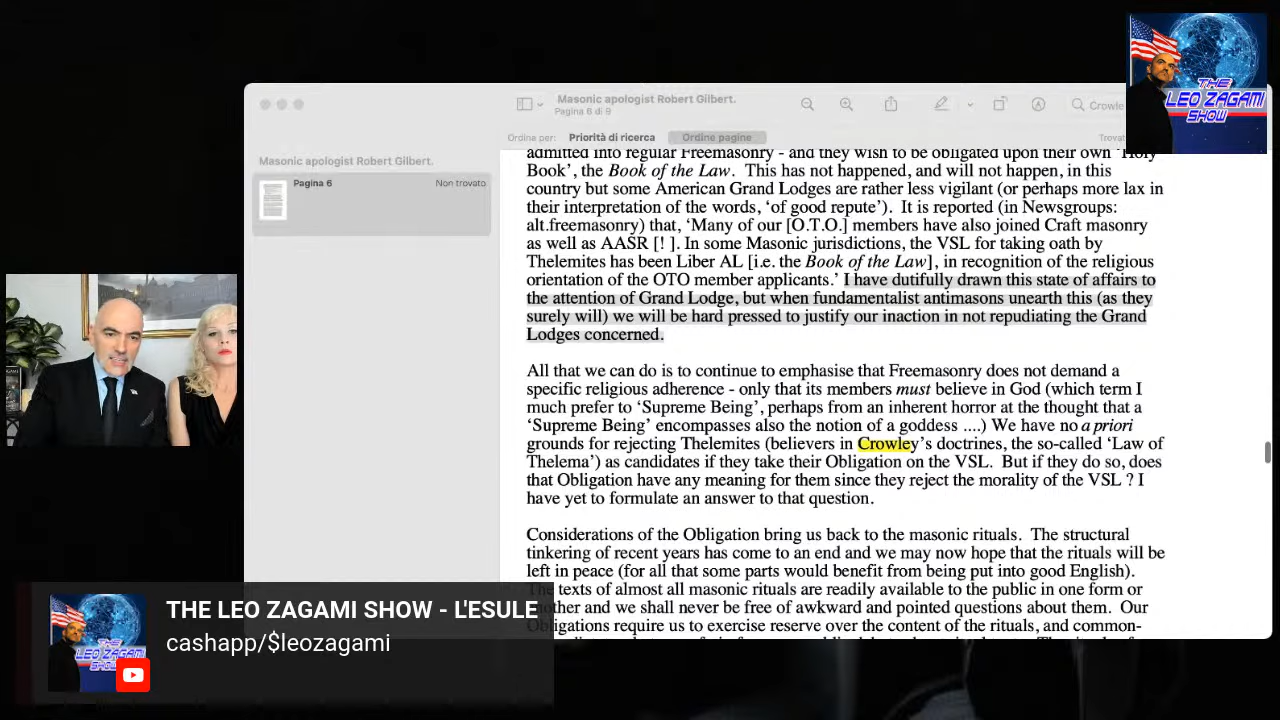 Masonic apologist Robert Gilbert.
Pagina 6 di 9
Crowle
THE
LEO ZAGAMI
SHOW
Ordine per:
Priorità di ricerca
Ordine pagine
Trovat
Masonic apologist Robert Gilbert.
Pagina 6
Non trovato
admitted into regular Freemasonry - and they wish to be obligated upon their own 'Holy
Book', the Book of the Law. This has not happened, and will not happen, in this
country but some American Grand Lodges are rather less vigilant (or perhaps more lax in
their interpretation of the words, 'of good repute'). It is reported (in Newsgroups:
alt.freemasonry) that, 'Many of our [O.T.O.] members have also joined Craft masonry
as well as AASR [! ]. In some Masonic jurisdictions, the VSL for taking oath by
Thelemites has been Liber AL [i.e. the Book of the Law], in recognition of the religious
orientation of the OTO member applicants.' I have dutifully drawn this state of affairs to
the attention of Grand Lodge, but when fundamentalist antimasons unearth this (as they
surely will) we will be hard pressed to justify our inaction in not repudiating the Grand
Lodges concerned.
All that we can do is to continue to emphasise that Freemasonry does not demand a
specific religious adherence - only that its members must believe in God (which term I
much prefer to 'Supreme Being', perhaps from an inherent horror at the thought that a
'Supreme Being' encompasses also the notion of a goddess ....) We have no a priori
grounds for rejecting Thelemites (believers in Crowley's doctrines, the so-called 'Law of
Thelema') as candidates if they take their Obligation on the VSL. But if they do so, does
that Obligation have any meaning for them since they reject the morality of the VSL ? I
have yet to formulate an answer to that question.
Considerations of the Obligation bring us back to the masonic rituals. The structural
tinkering of recent years has come to an end and we may now hope that the rituals will be
left in peace (for all that some parts would benefit from being put into good English).
The texts of almost all masonic rituals are readily available to the public in one form or
another and we shall never be free of awkward and pointed questions about them. Our
Obligations require us to exercise reserve over the content of the rituals, and common-
THE
LEO ZAGAMI
SHOW
THE LEO ZAGAMI SHOW - L'ESULE
cashapp/$leozagami